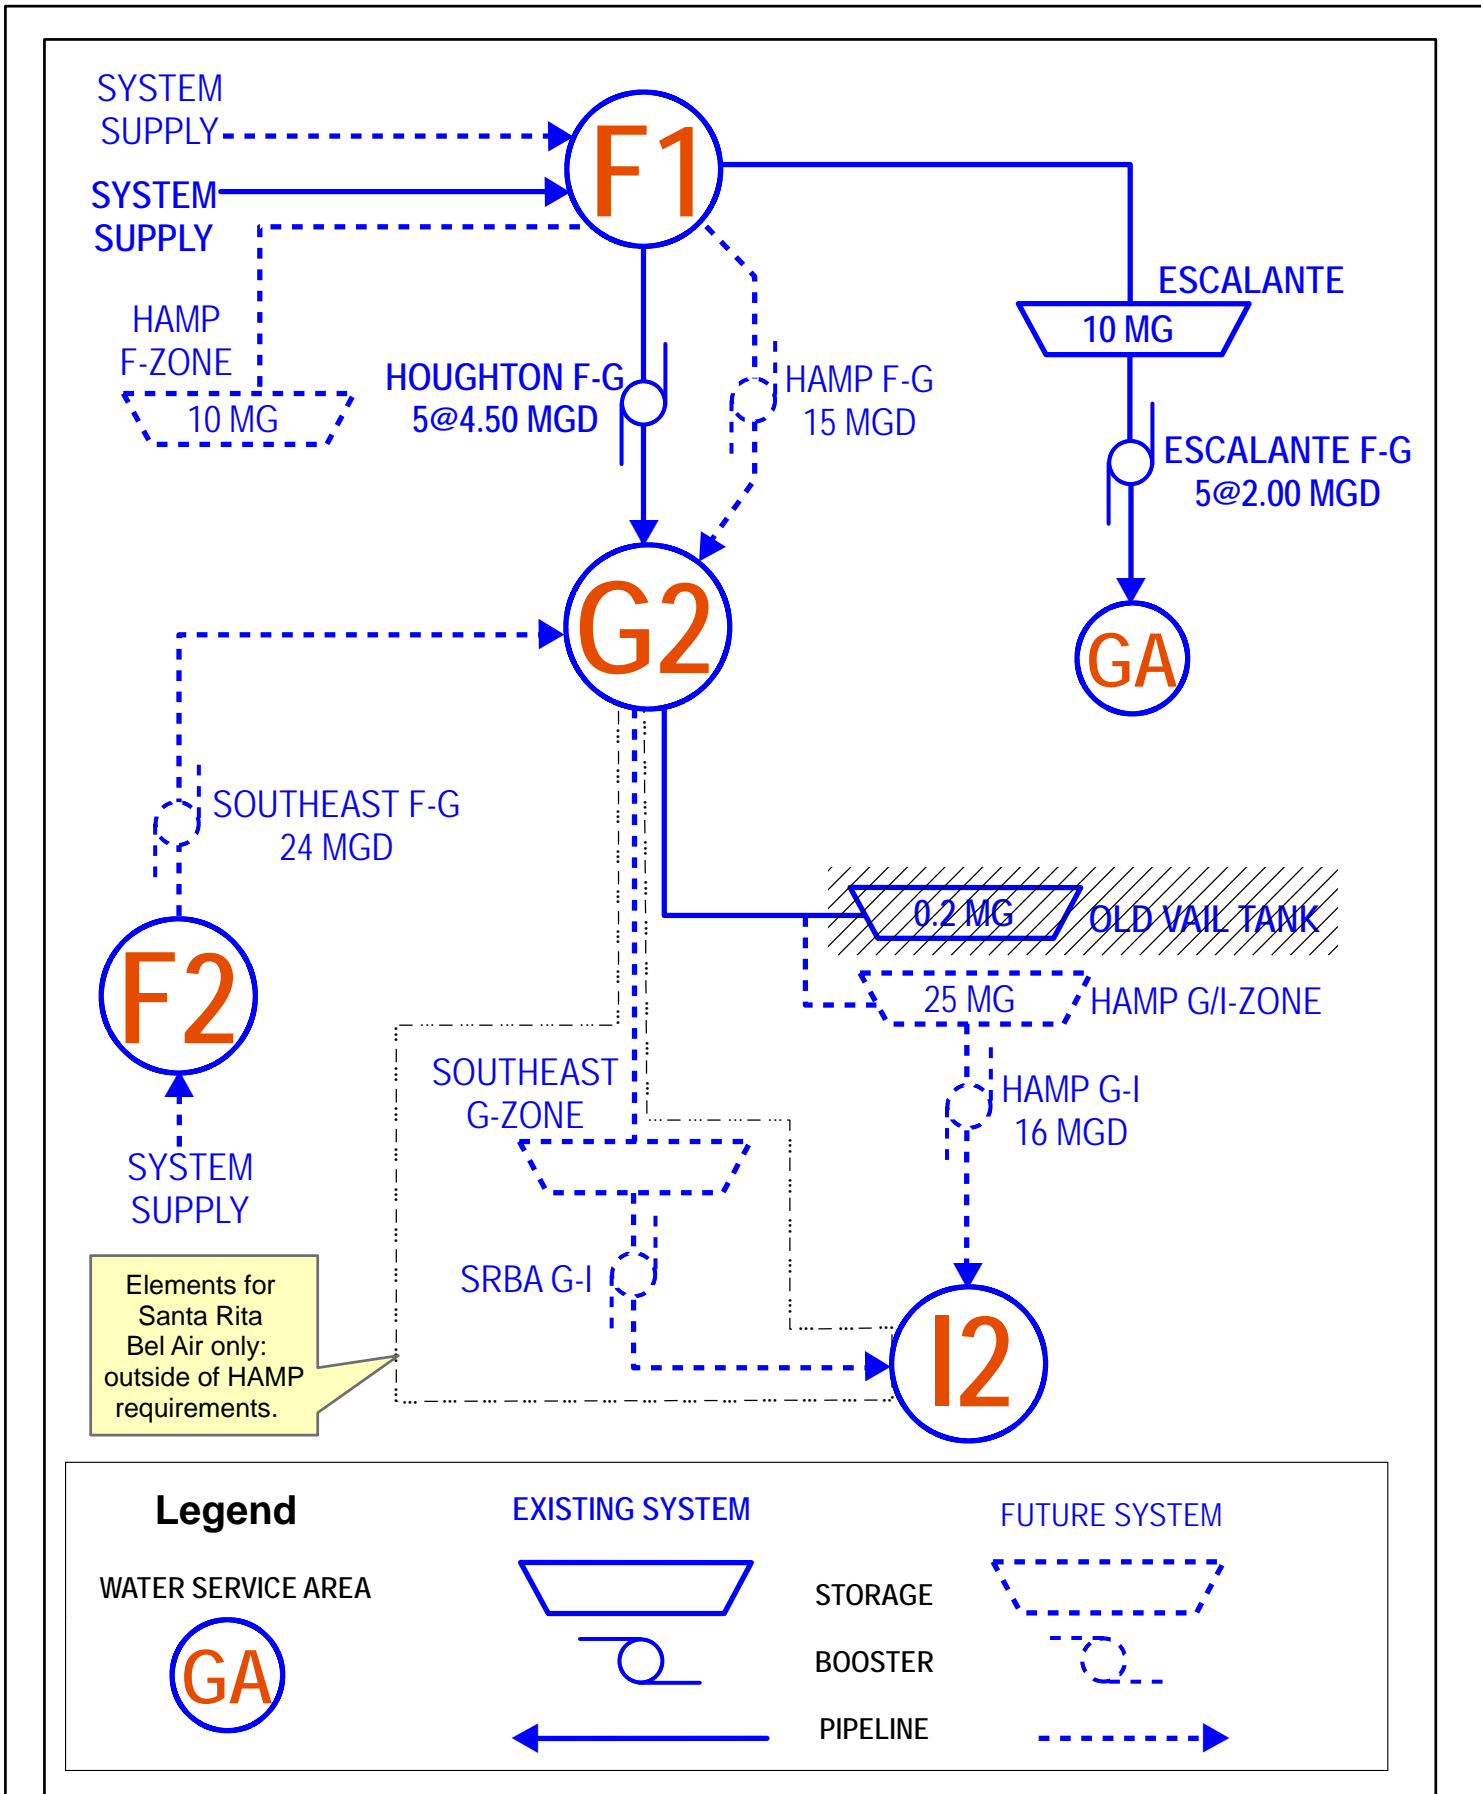 SYSTEM
SUPPLY
F1
SYSTEM
SUPPLY
ESCALANTE
10 MG
HAMP
F-ZONE
10 MG
HOUGHTON F-G
5@4.50 MGD
HAMP F-G
15 MGD
ESCALANTE F-G
5@2.00 MGD
G2
GA
SOUTHEAST F-G
24 MGD
0.2 MG
OLD VAIL TANK
F2
25 MG
HAMP G/I-ZONE
SOUTHEAST
G-ZONE
HAMP G-I
16 MGD
SYSTEM
SUPPLY
SRBA G-I
Elements for
Santa Rita
Bel Air only:
outside of HAMP
requirements.
I2
Legend
EXISTING SYSTEM
FUTURE SYSTEM
WATER SERVICE AREA
STORAGE
GA
BOOSTER
PIPELINE